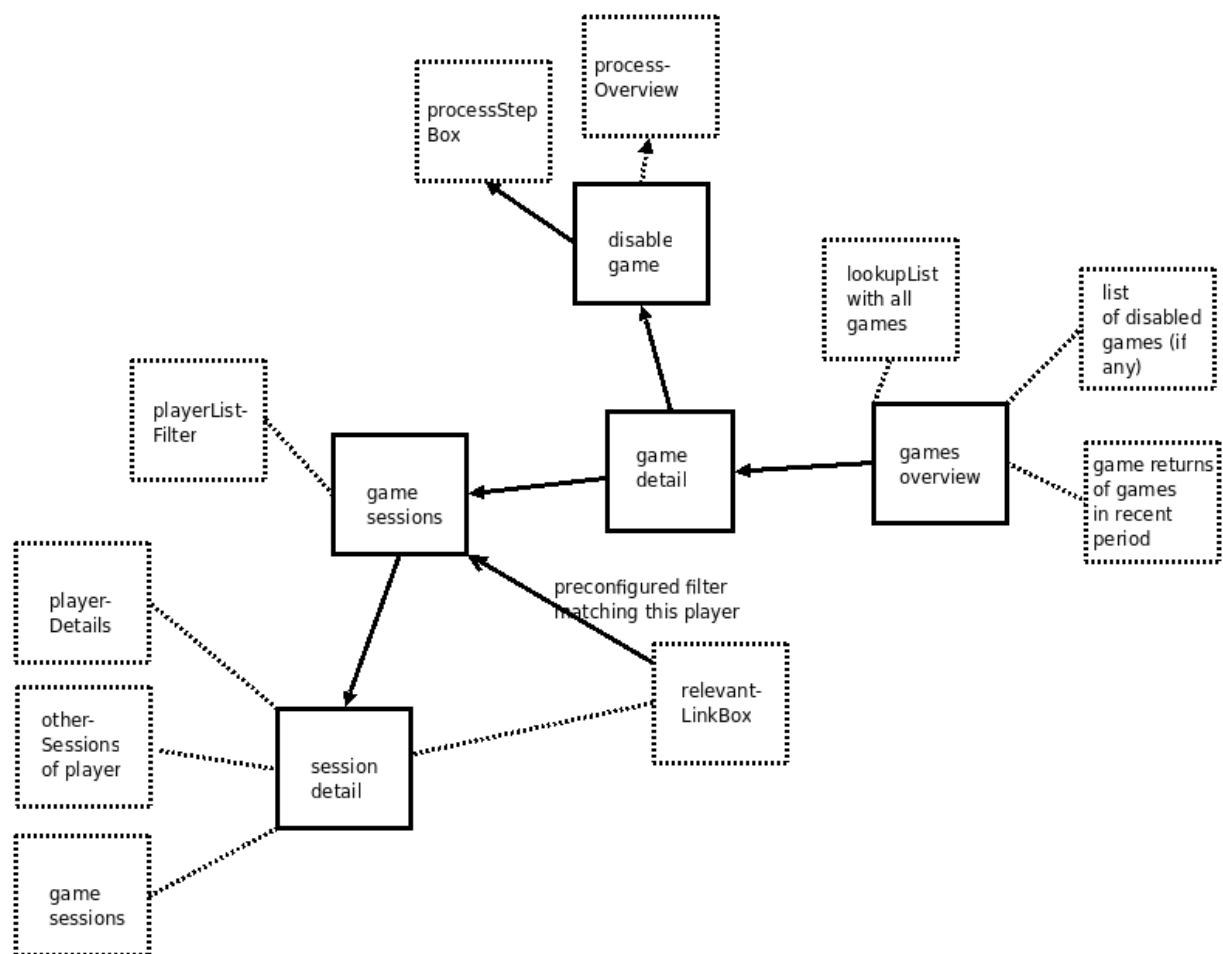 process-
Overview
processStep
Box
disable
game
lookupList
with all
games
list
of disabled
games (if
any)
playerList-
Filter
game
detail
games
overview
game returns
of games
in recent
period
game
sessions
preconfigured filter
matching this player
player-
Details
relevant-
LinkBox
other-
Sessions
of player
session
detail
game
sessions